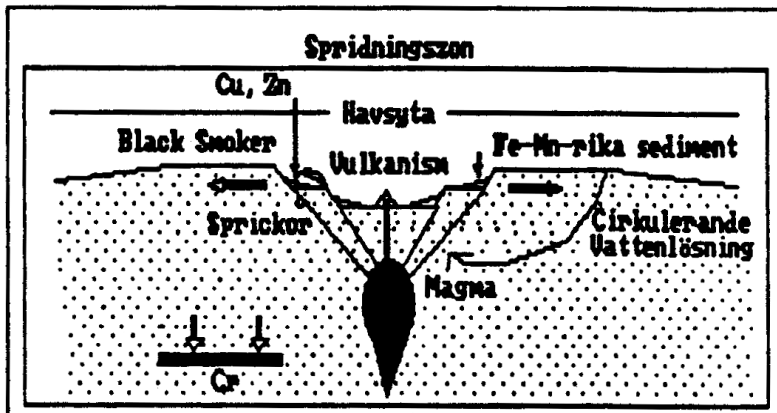 Spridningszon
Cu, Zn
Havsyta
Black Smoker
Vulkanism
Fe-Mn-rika sediment
Sprickor
Cirkulerande
Vattenlösning
Magma
Cr